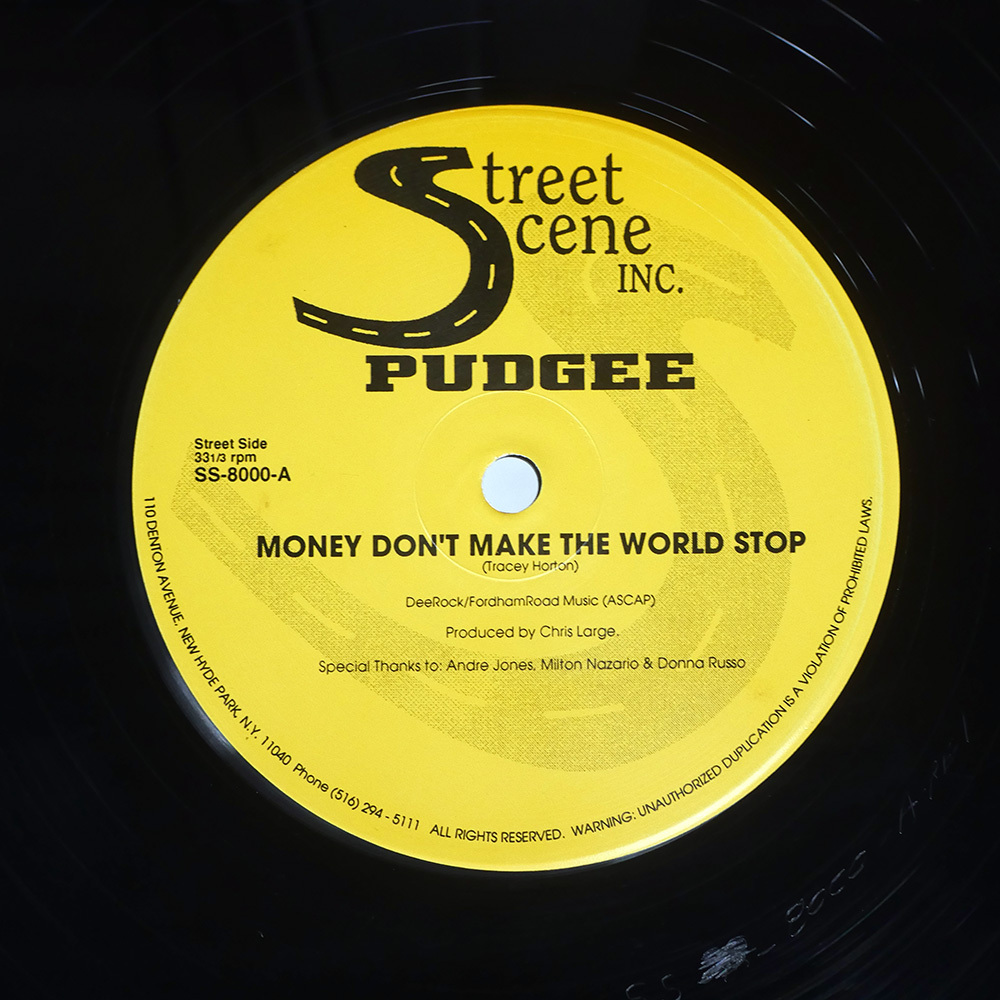 Street
Scene
INC.
PUDGEE
Street Side
33 1/3 rpm
SS-8000-A
MONEY DON'T MAKE THE WORLD STOP
(Tracey Horton)
DeeRock/FordhamRoad Music (ASCAP)
Produced by Chris Large.
Special Thanks to: Andre Jones, Milton Nazario & Donna Russo
110 DENTON AVENUE, NEW HYDE PARK, N.Y. 11040 Phone (516) 294 - 5111 ALL RIGHTS RESERVED. WARNING: UNAUTHORIZED DUPLICATION IS A VIOLATION OF PROHIBITED LAWS.